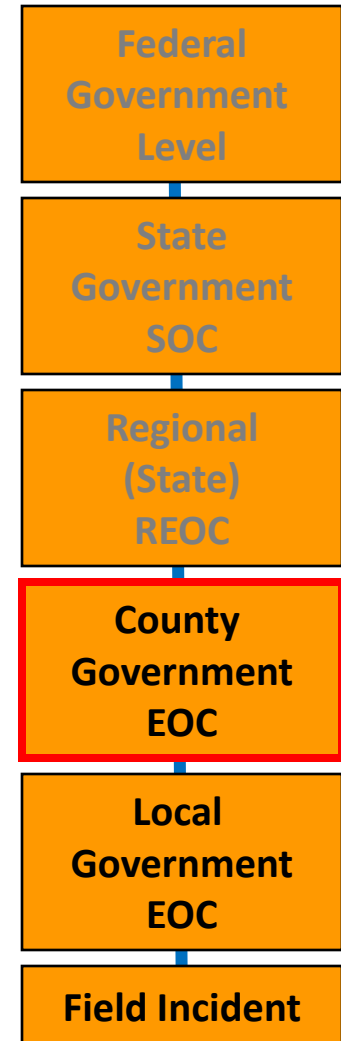 Federal
Government
Level
State
Government
SOC
Regional
(State)
REOC
County
Government
EOC
Local
Government
EOC
Field Incident